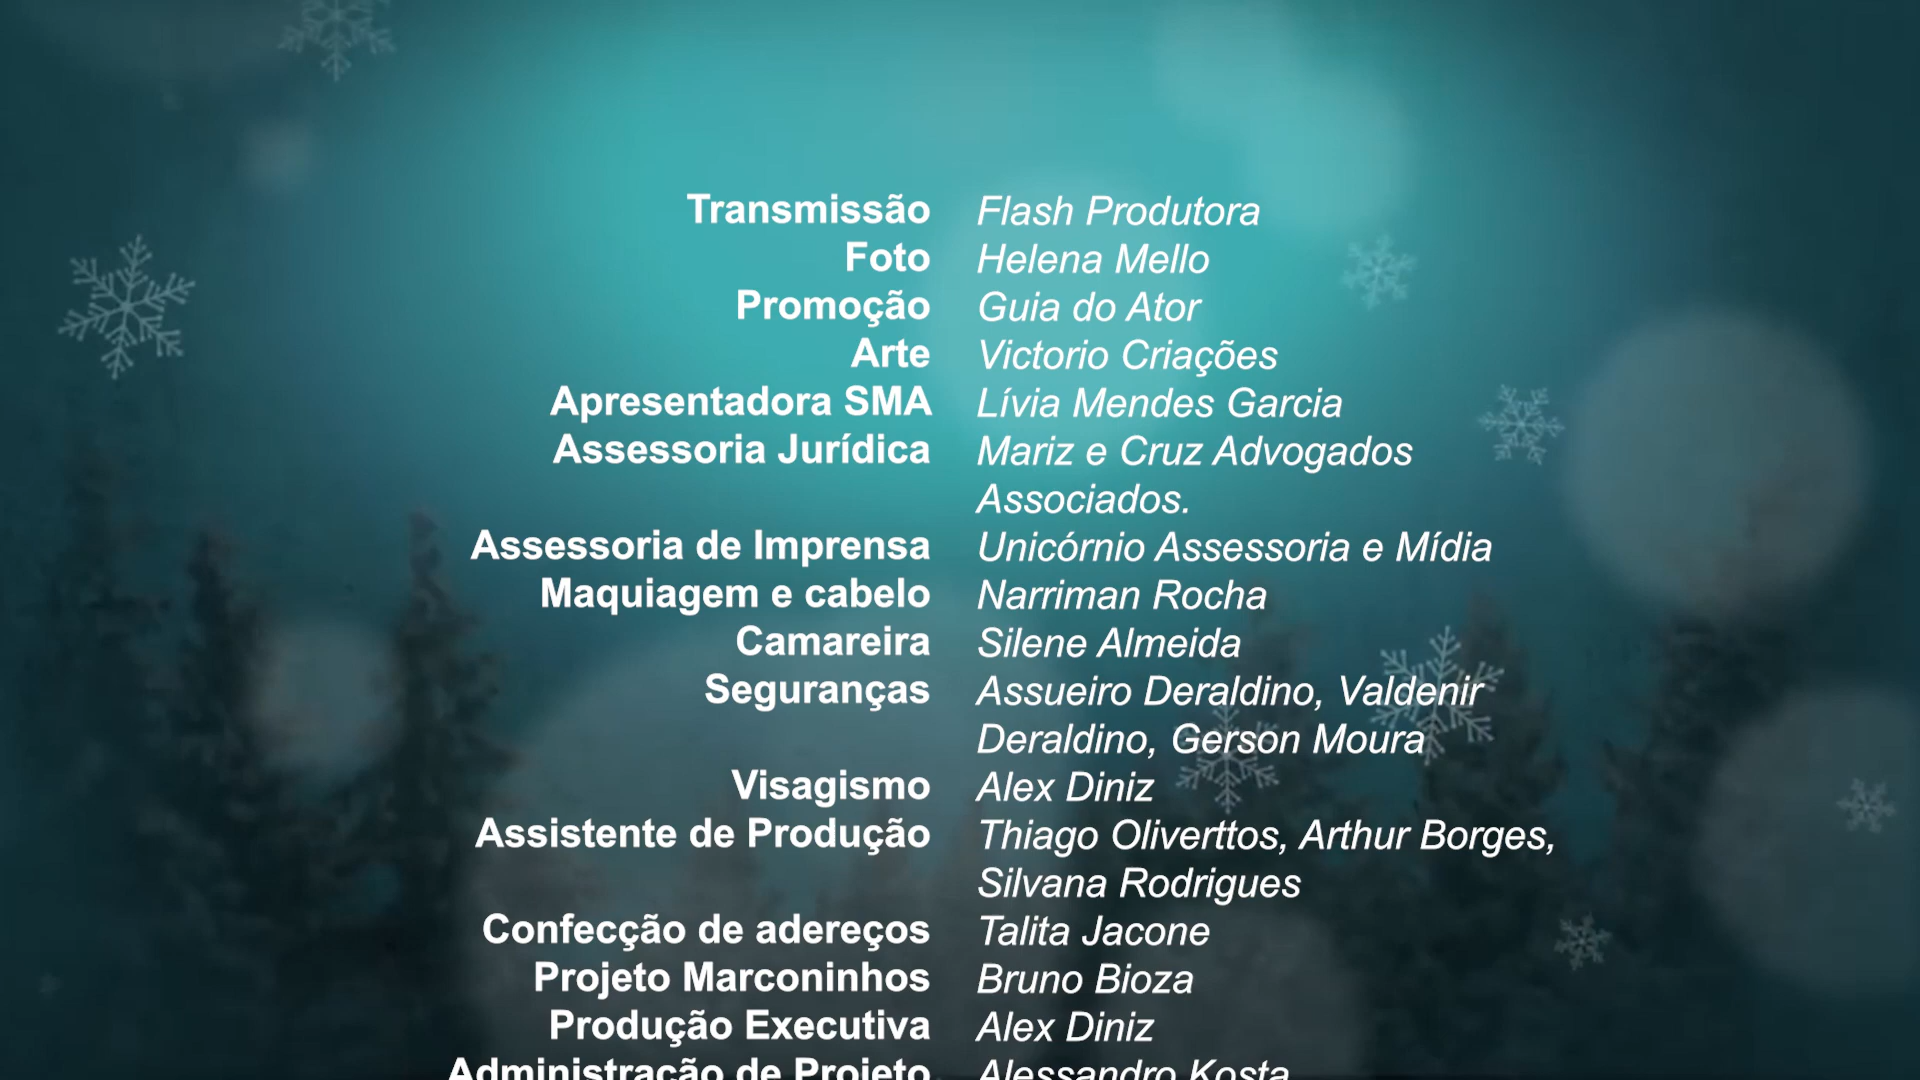 Transmissão Flash Produtora
Foto Helena Mello
Promoção Guia do Ator
Arte Victorio Criações
Apresentadora SMA Lívia Mendes Garcia
Assessoria Jurídica Mariz e Cruz Advogados
Associados.
Assessoria de Imprensa Unicórnio Assessoria e Mídia
Maquiagem e cabelo Narriman Rocha
Camareira Silene Almeida
Seguranças Assueiro Deraldino, Valdenir
Deraldino, Gerson Moura
Visagismo Alex Diniz
Assistente de Produção Thiago Oliverttos, Arthur Borges,
Silvana Rodrigues
Confecção de adereços Talita Jacone
Projeto Marconinhos Bruno Bioza
Produção Executiva Alex Diniz
Administração de Projeto Alessandro Kosta